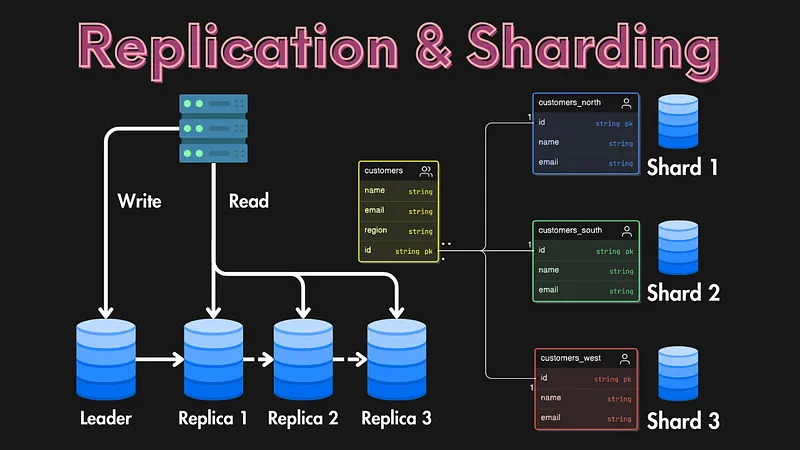 Replication & Sharding
Write
Read
Leader
Replica 1
Replica 2
Replica 3
customers
name string
email string
region string
id string pk
1
customers_north
id string pk
name string
email string
Shard 1
1
customers_south
id string pk
name string
email string
Shard 2
customers_west
id string pk
1
name string
email string
Shard 3